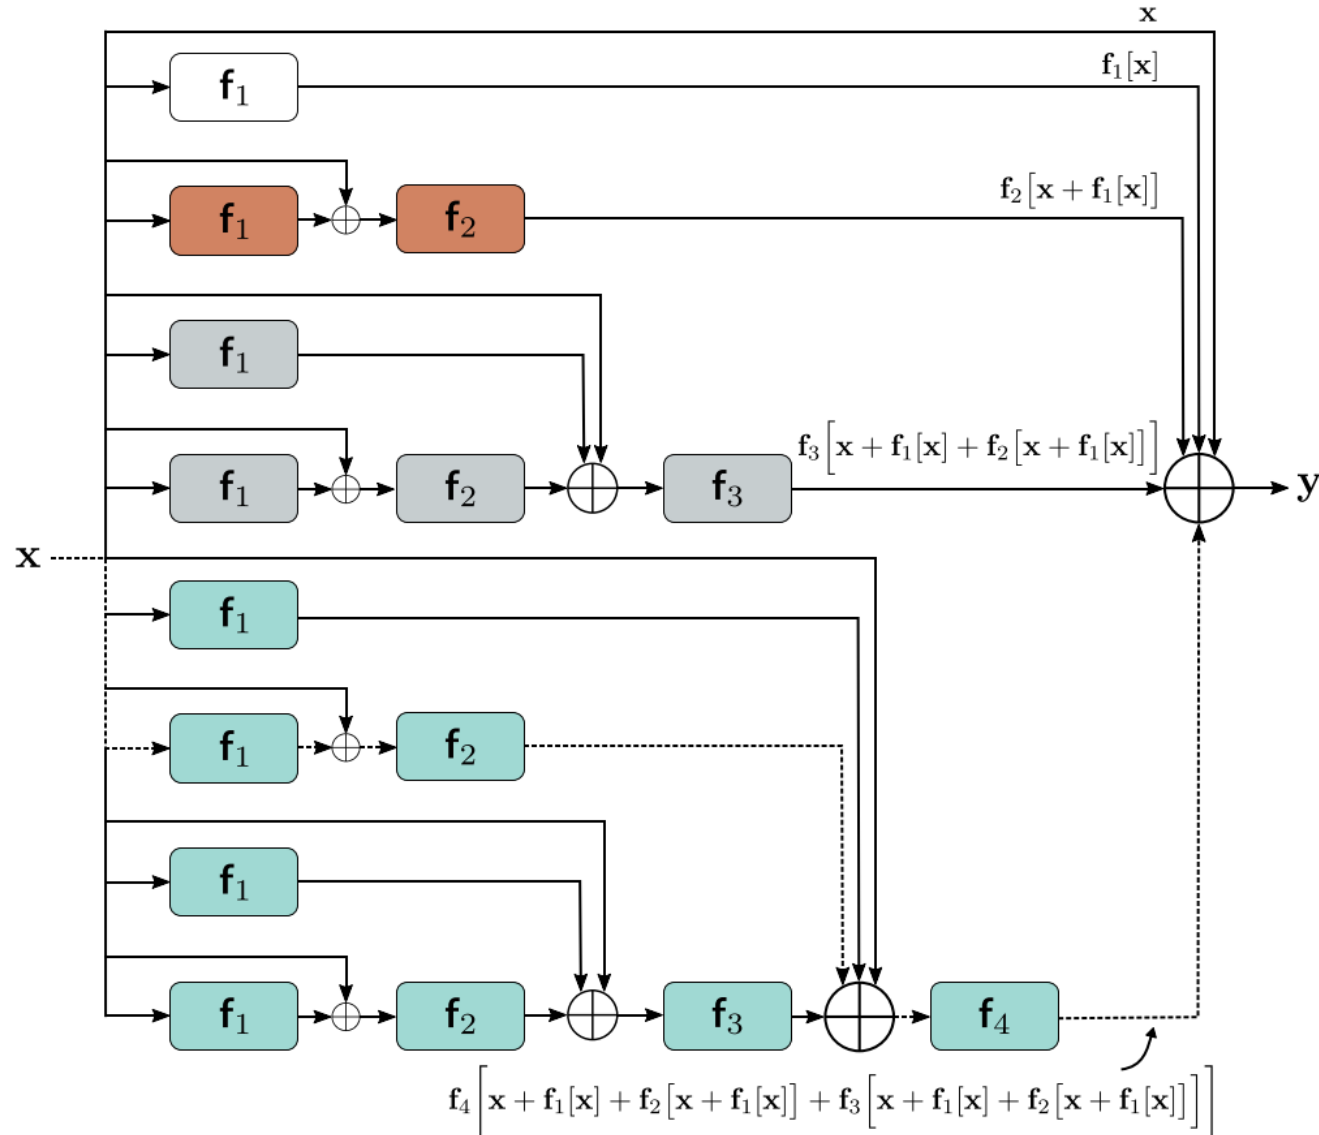 x
f₁[x]
f₁
f₂[x + f₁[x]]
f₁ f₂
f₁
f₃[x + f₁[x] + f₂[x + f₁[x]]]
f₁ f₂ f₃ y
x
f₁
f₁ f₂
f₁
f₁ f₂ f₃ f₄
f₄[x + f₁[x] + f₂[x + f₁[x]] + f₃[x + f₁[x] + f₂[x + f₁[x]]]]